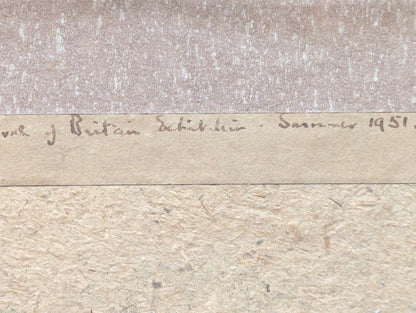 of Britain Exhibition - Summer 1951.